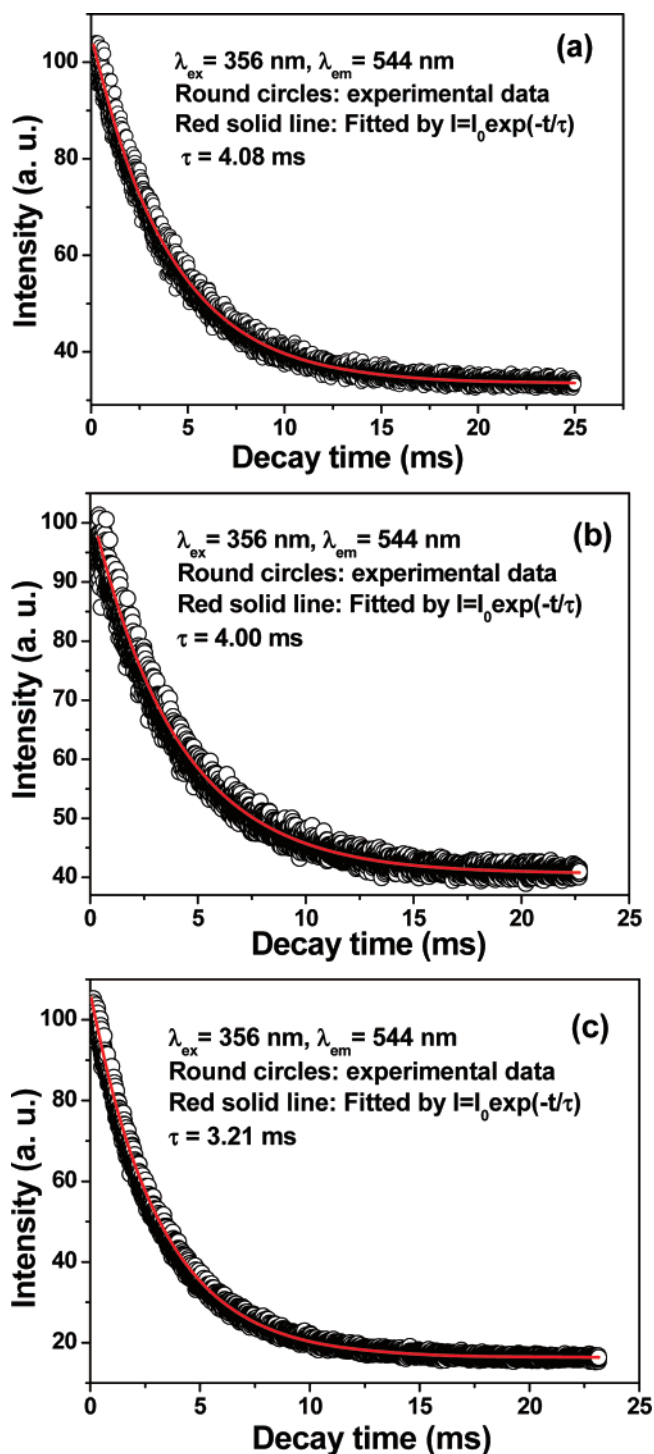 (a)
λex= 356 nm, λem= 544 nm
Round circles: experimental data
Red solid line: Fitted by I=I0exp(-t/τ)
τ = 4.08 ms
Intensity (a. u.)
100
80
60
40
0 5 10 15 20 25
Decay time (ms)
(b)
λex= 356 nm, λem= 544 nm
Round circles: experimental data
Red solid line: Fitted by I=I0exp(-t/τ)
τ = 4.00 ms
Intensity (a. u.)
100
90
80
70
60
50
40
0 5 10 15 20 25
Decay time (ms)
(c)
λex= 356 nm, λem= 544 nm
Round circles: experimental data
Red solid line: Fitted by I=I0exp(-t/τ)
τ = 3.21 ms
Intensity (a. u.)
100
80
60
40
20
0 5 10 15 20 25
Decay time (ms)